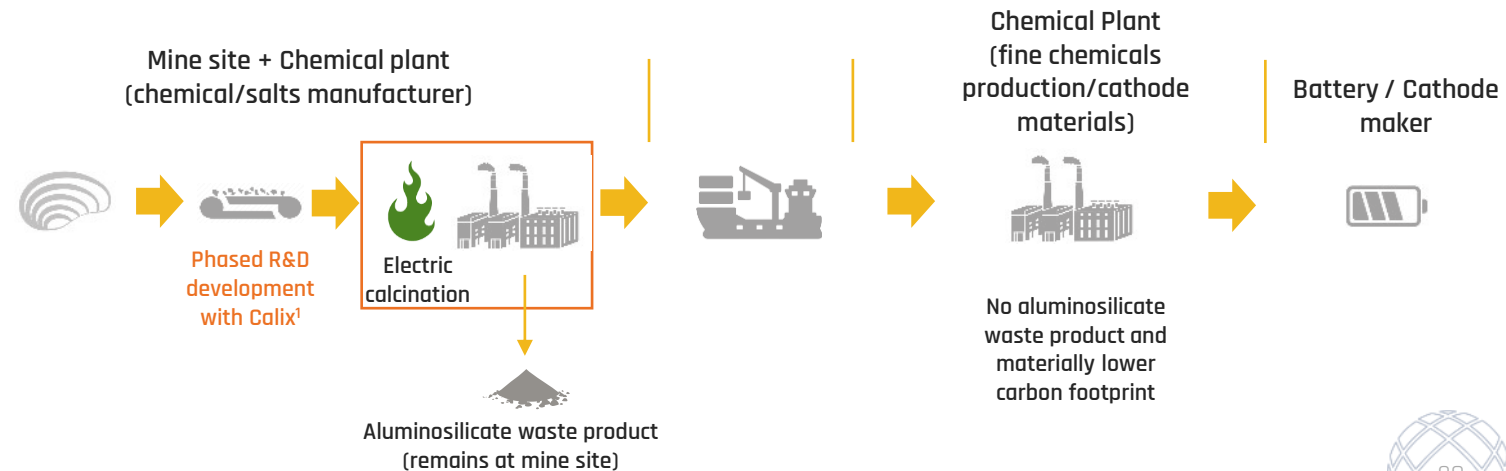 Mine site + Chemical plant
(chemical/salts manufacturer)
Chemical Plant
(fine chemicals
production/cathode
materials)
Battery / Cathode
maker
Phased R&D
development
with Calix¹
Electric
calcination
No aluminosilicate
waste product and
materially lower
carbon footprint
Aluminosilicate waste product
(remains at mine site)